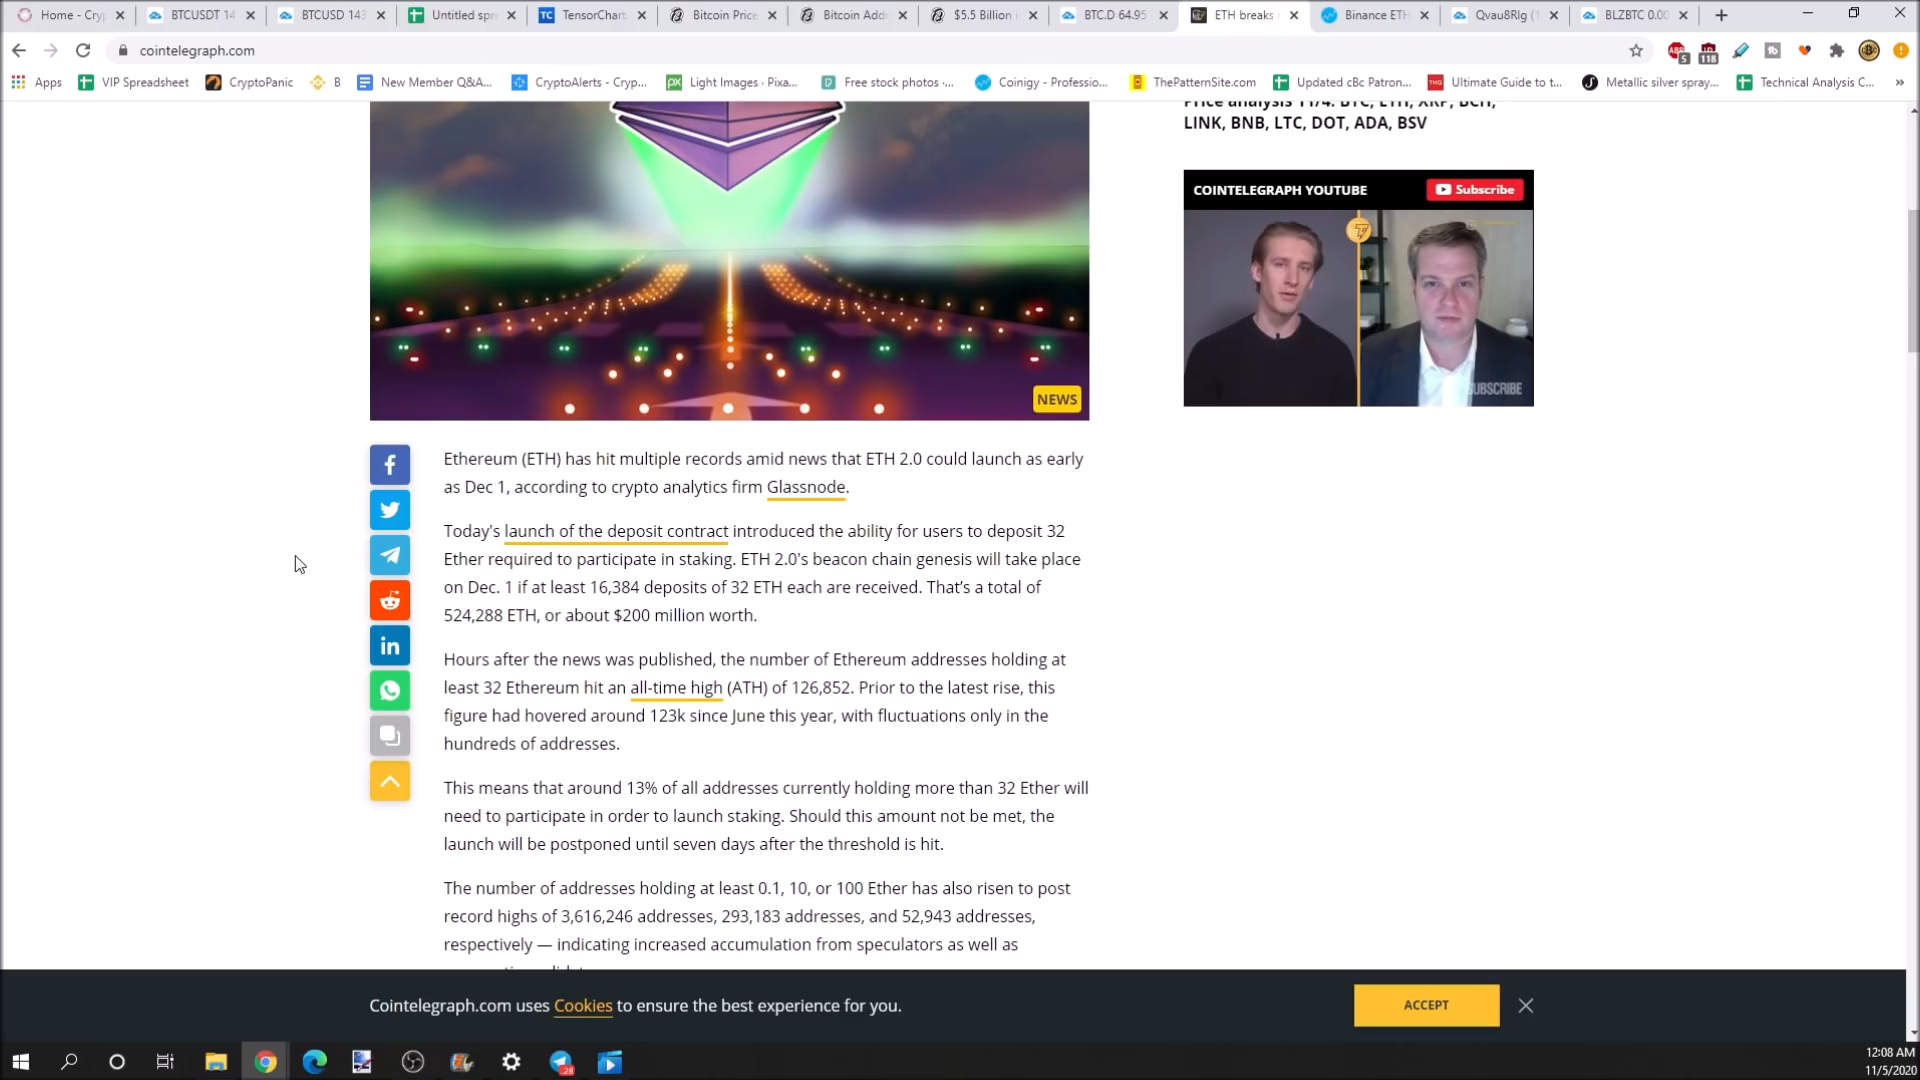 Home - Cry
BTCUSDT 14
BTCUSD 143
Untitled spre
TensorChart
Bitcoin Price
Bitcoin Add
$5.5 Billion i
BTC.D 64.95
ETH breaks
Binance ETH
Qvau8Rlg (1
BLZBTC 0.00
cointelegraph.com
5
118
Apps
VIP Spreadsheet
CryptoPanic
B
New Member Q&A...
CryptoAlerts - Cryp...
Light Images · Pixa...
Free stock photos ·...
Coinigy - Professio...
ThePatternSite.com
Updated cBc Patron...
Ultimate Guide to t...
Metallic silver spray...
Technical Analysis C...
»
Price analysis 11/4: BTC, ETH, XRP, BCH,
LINK, BNB, LTC, DOT, ADA, BSV
COINTELEGRAPH YOUTUBE
Subscribe
SUBSCRIBE
NEWS
Ethereum (ETH) has hit multiple records amid news that ETH 2.0 could launch as early
as Dec 1, according to crypto analytics firm Glassnode.
Today's launch of the deposit contract introduced the ability for users to deposit 32
Ether required to participate in staking. ETH 2.0's beacon chain genesis will take place
on Dec. 1 if at least 16,384 deposits of 32 ETH each are received. That's a total of
524,288 ETH, or about $200 million worth.
Hours after the news was published, the number of Ethereum addresses holding at
least 32 Ethereum hit an all-time high (ATH) of 126,852. Prior to the latest rise, this
figure had hovered around 123k since June this year, with fluctuations only in the
hundreds of addresses.
This means that around 13% of all addresses currently holding more than 32 Ether will
need to participate in order to launch staking. Should this amount not be met, the
launch will be postponed until seven days after the threshold is hit.
The number of addresses holding at least 0.1, 10, or 100 Ether has also risen to post
record highs of 3,616,246 addresses, 293,183 addresses, and 52,943 addresses,
respectively — indicating increased accumulation from speculators as well as
Cointelegraph.com uses Cookies to ensure the best experience for you.
ACCEPT
28
12:08 AM
11/5/2020